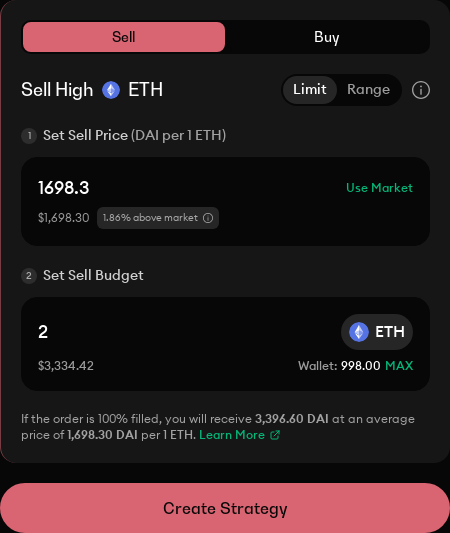 Sell
Buy
Sell High ETH
Limit Range
1 Set Sell Price (DAI per 1 ETH)
1698.3
Use Market
$1,698.30 1.86% above market
2 Set Sell Budget
2
ETH
$3,334.42
Wallet: 998.00 MAX
If the order is 100% filled, you will receive 3,396.60 DAI at an average
price of 1,698.30 DAI per 1 ETH. Learn More
Create Strategy